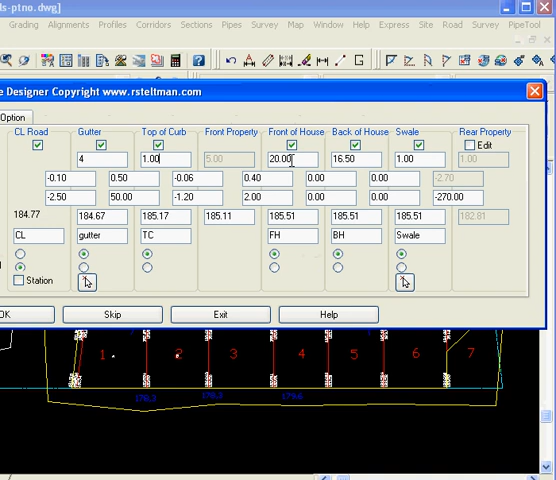 ds-ptno.dwg]
Grading Alignments Profiles Corridors Sections Pipes Survey Map Window Help Express Site Road Survey PipeTool
e Designer Copyright www.rsteltman.com
Option
CL Road Gutter Top of Curb Front Property Front of House Back of House Swale Rear Property
Edit
4 1.00 5.00 20.00 16.50 1.00 1.00
-0.10 0.50 -0.06 0.40 0.00 0.00 -2.70
-2.50 50.00 -1.20 2.00 0.00 0.00 -270.00
184.77 184.67 185.17 185.11 185.51 185.51 185.51 182.81
CL gutter TC FH BH Swale
Station
OK Skip Exit Help
1 2 3 4 5 6 7